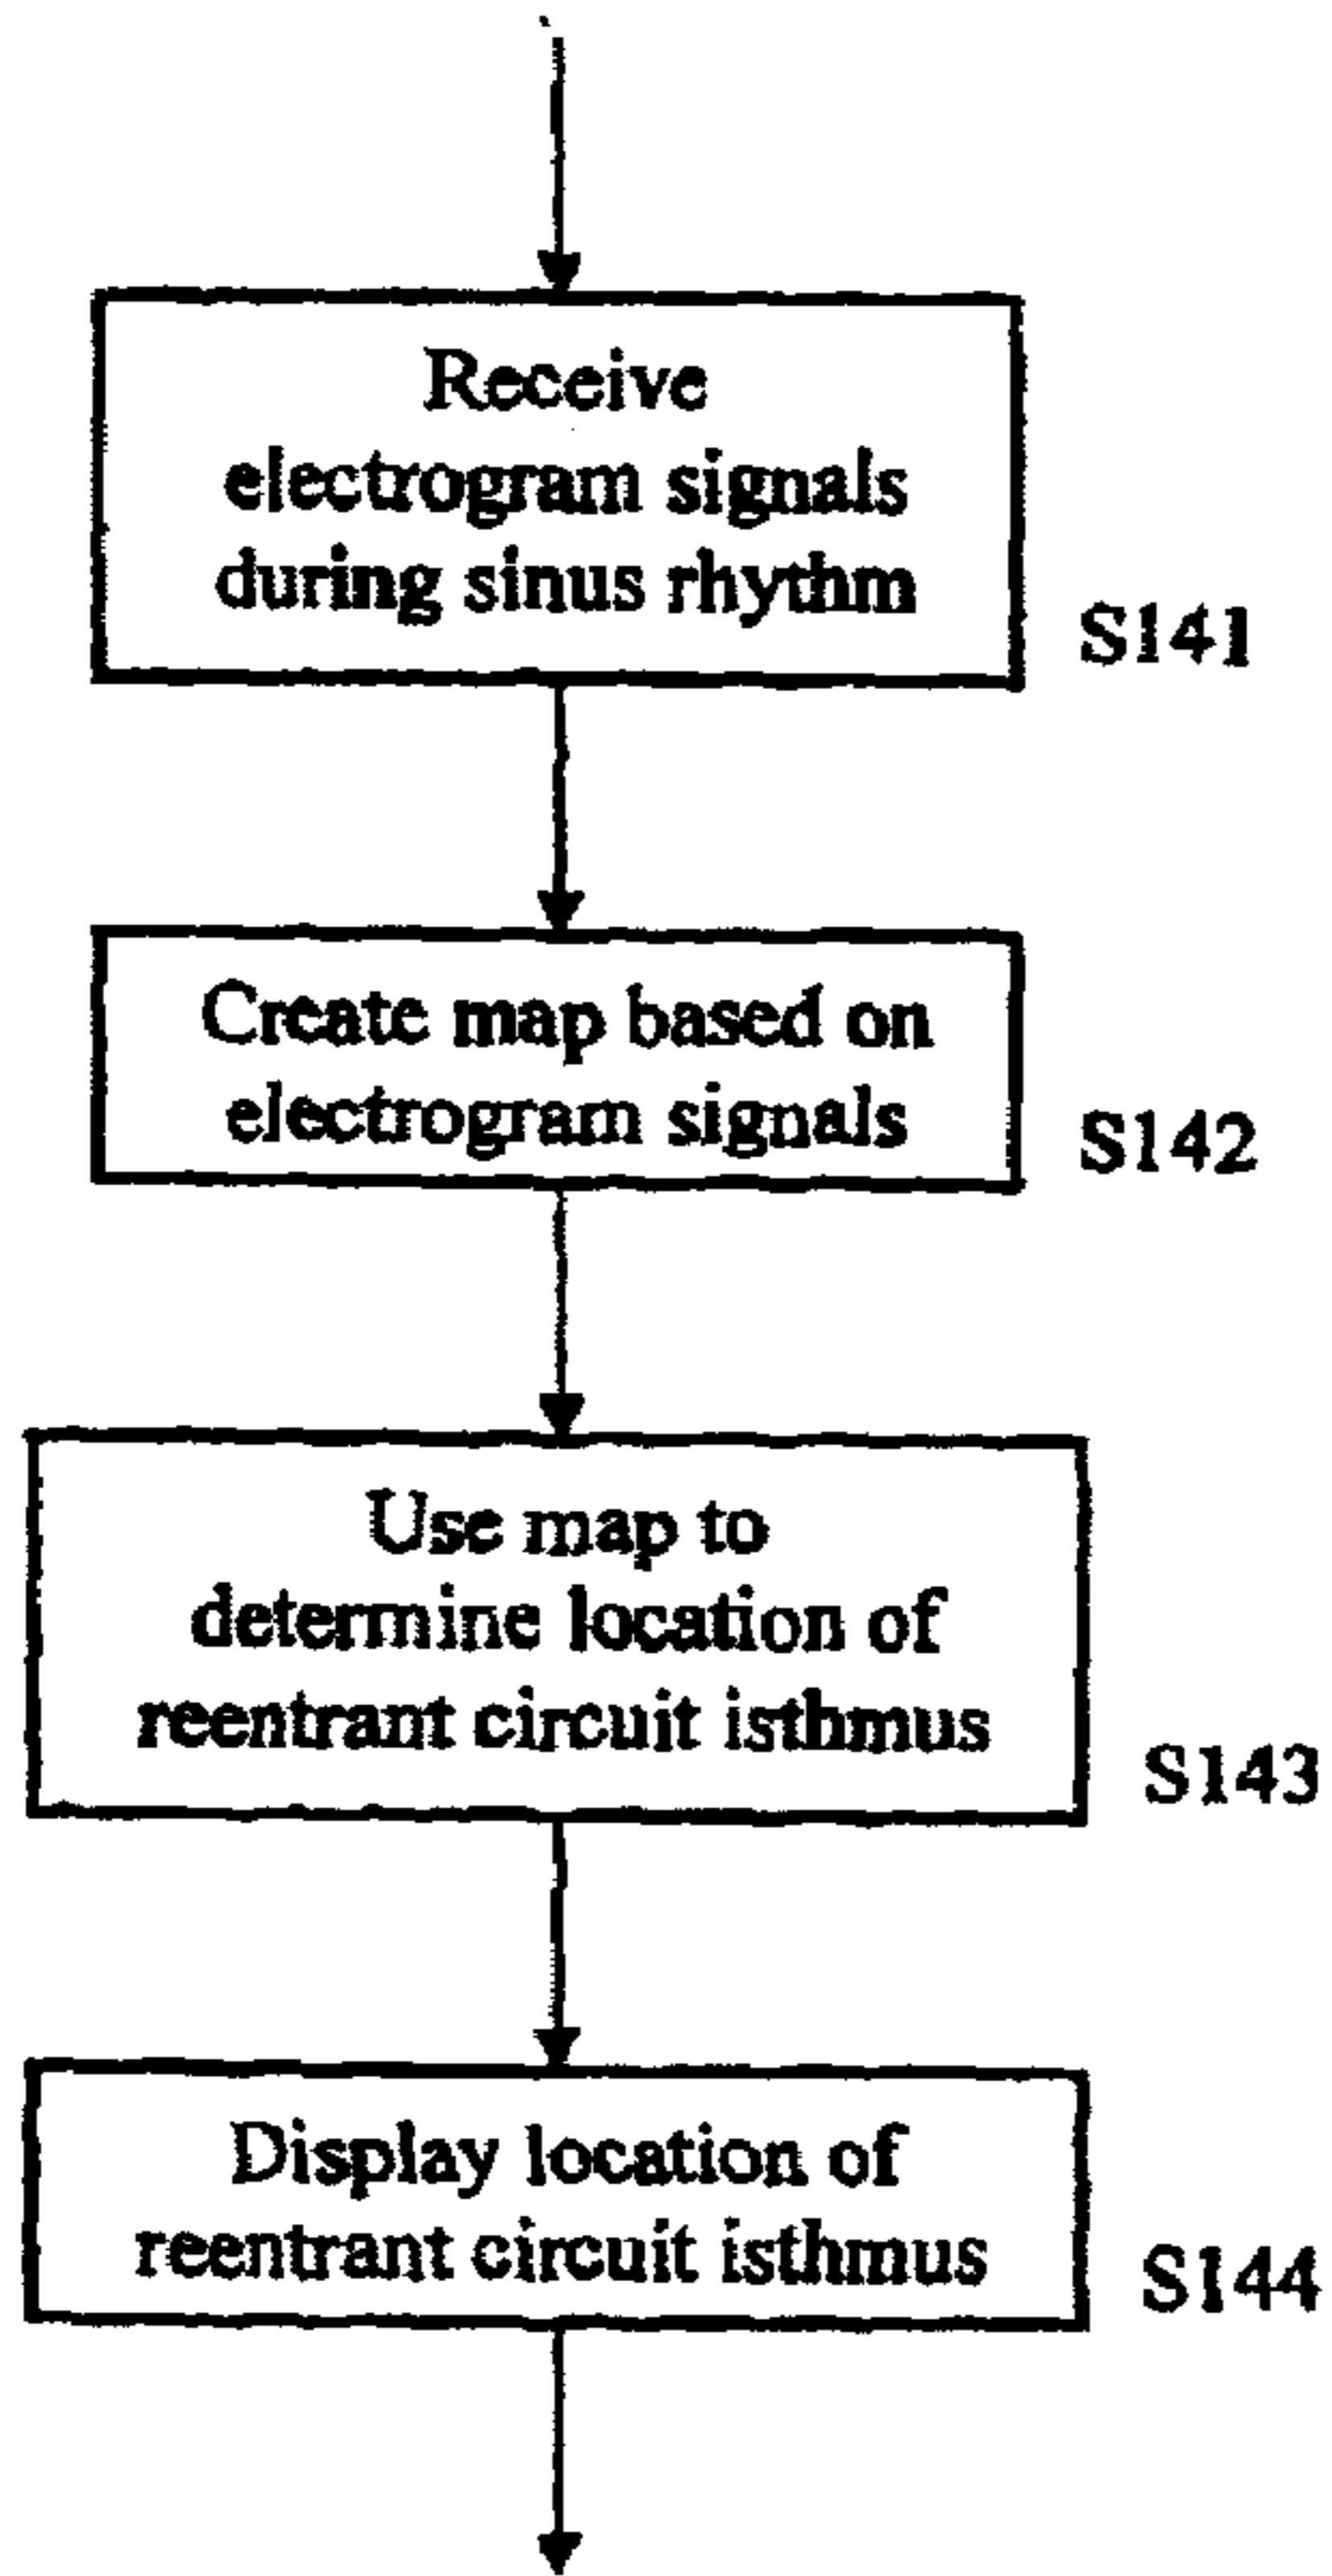 Receive
electrogram signals
during sinus rhythm
S141
Create map based on
electrogram signals
S142
Use map to
determine location of
reentrant circuit isthmus
S143
Display location of
reentrant circuit isthmus
S144